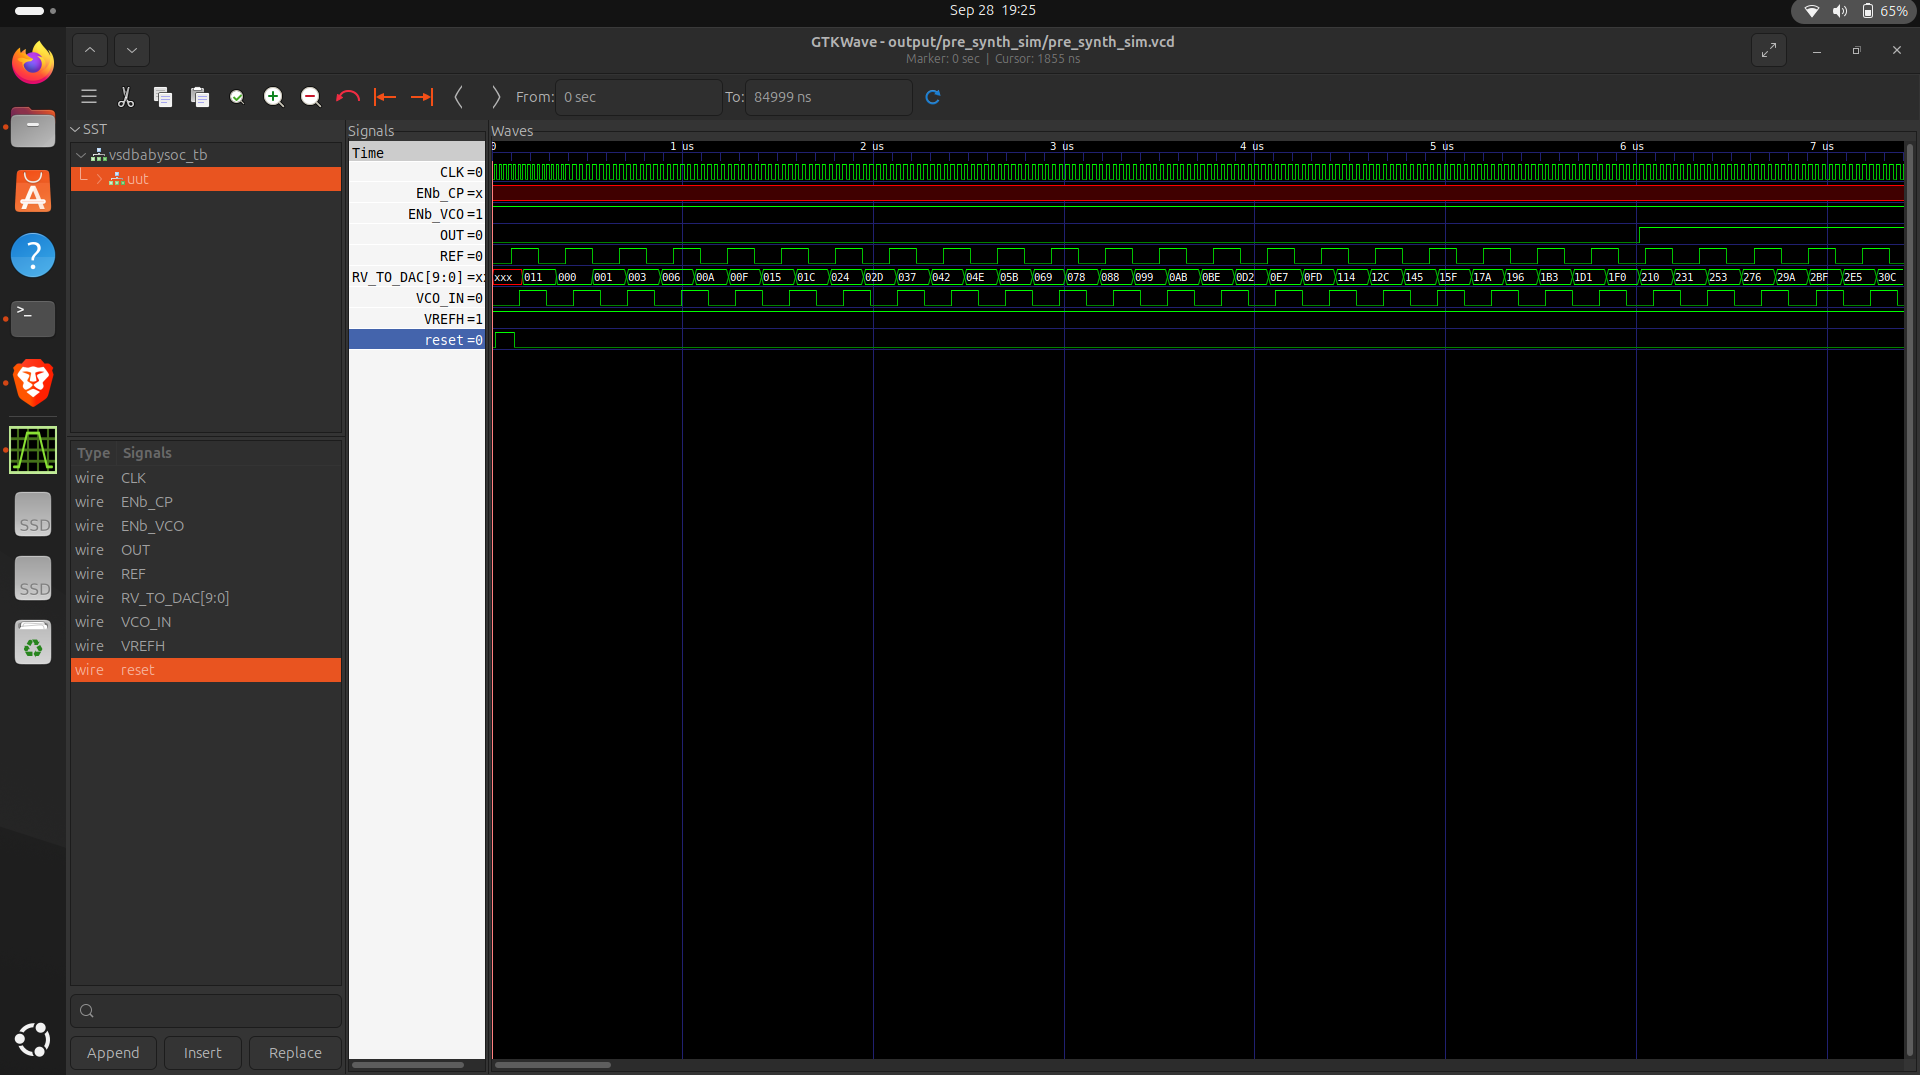 Sep 28 19:25
65%
GTKWave - output/pre_synth_sim/pre_synth_sim.vcd
Marker: 0 sec | Cursor: 1855 ns
From: 0 sec To: 84999 ns
SST
vsdbabysoc_tb
uut
Type Signals
wire CLK
wire ENb_CP
wire ENb_VCO
wire OUT
wire REF
wire RV_TO_DAC[9:0]
wire VCO_IN
wire VREFH
wire reset
Append Insert Replace
Signals
Time
CLK =0
ENb_CP =x
ENb_VCO =1
OUT =0
REF =0
RV_TO_DAC[9:0] =x
VCO_IN =0
VREFH =1
reset =0
Waves
0 1 us 2 us 3 us 4 us 5 us 6 us 7 us
xxx 011 000 001 003 006 00A 00F 015 01C 024 02D 037 042 04E 05B 069 078 088 099 0AB 0BE 0D2 0E7 0FD 114 12C 145 15F 17A 196 1B3 1D1 1F0 210 231 253 276 29A 2BF 2E5 30C
SSD
SSD